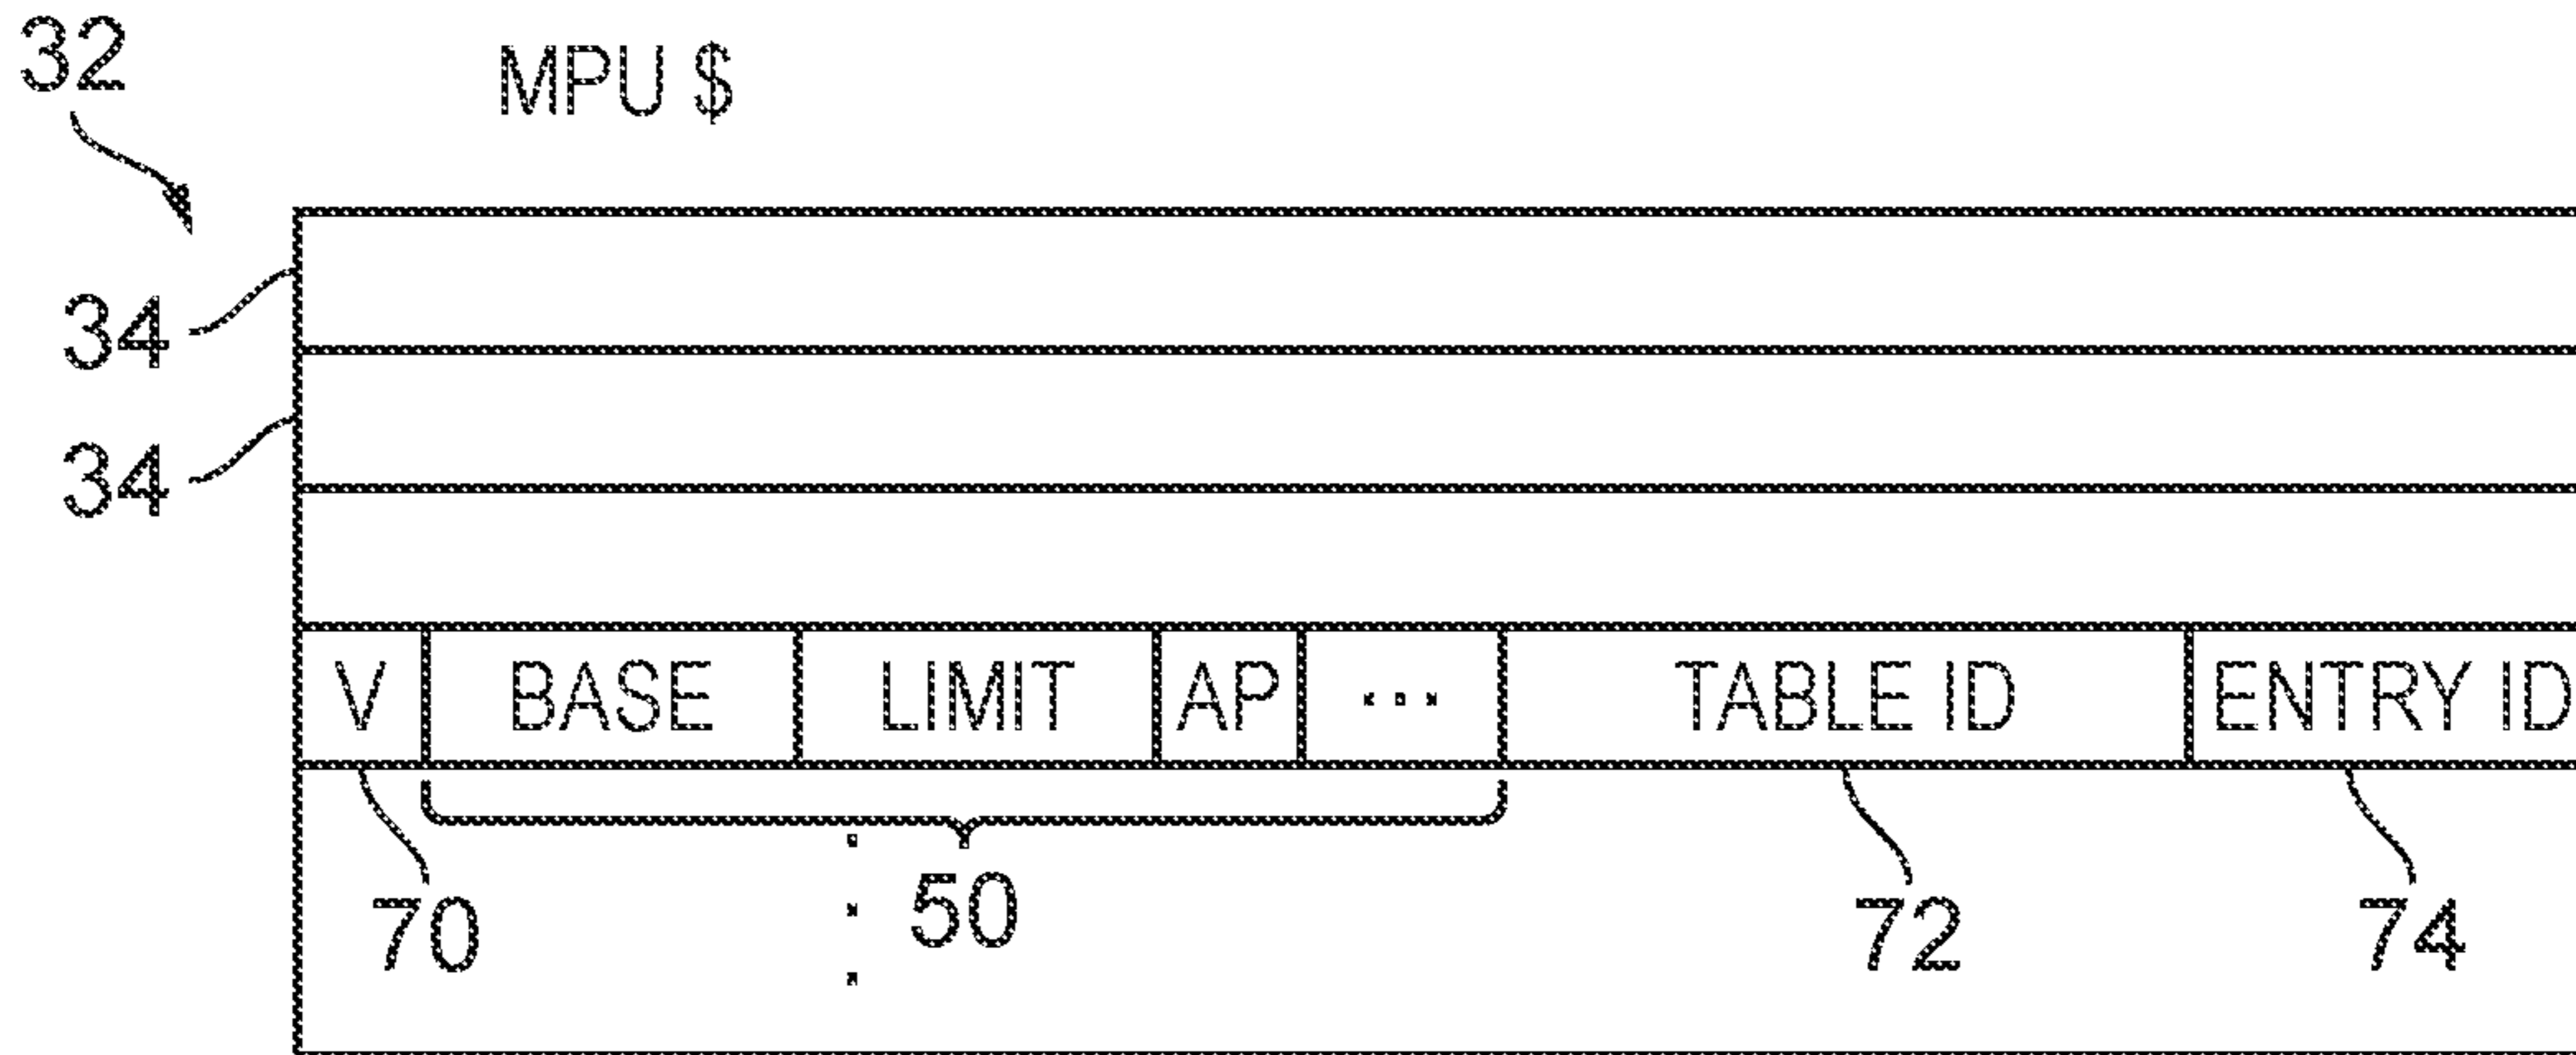 32 MPU $
34
34
V BASE LIMIT AP ... TABLE ID ENTRY ID
70 50 72 74